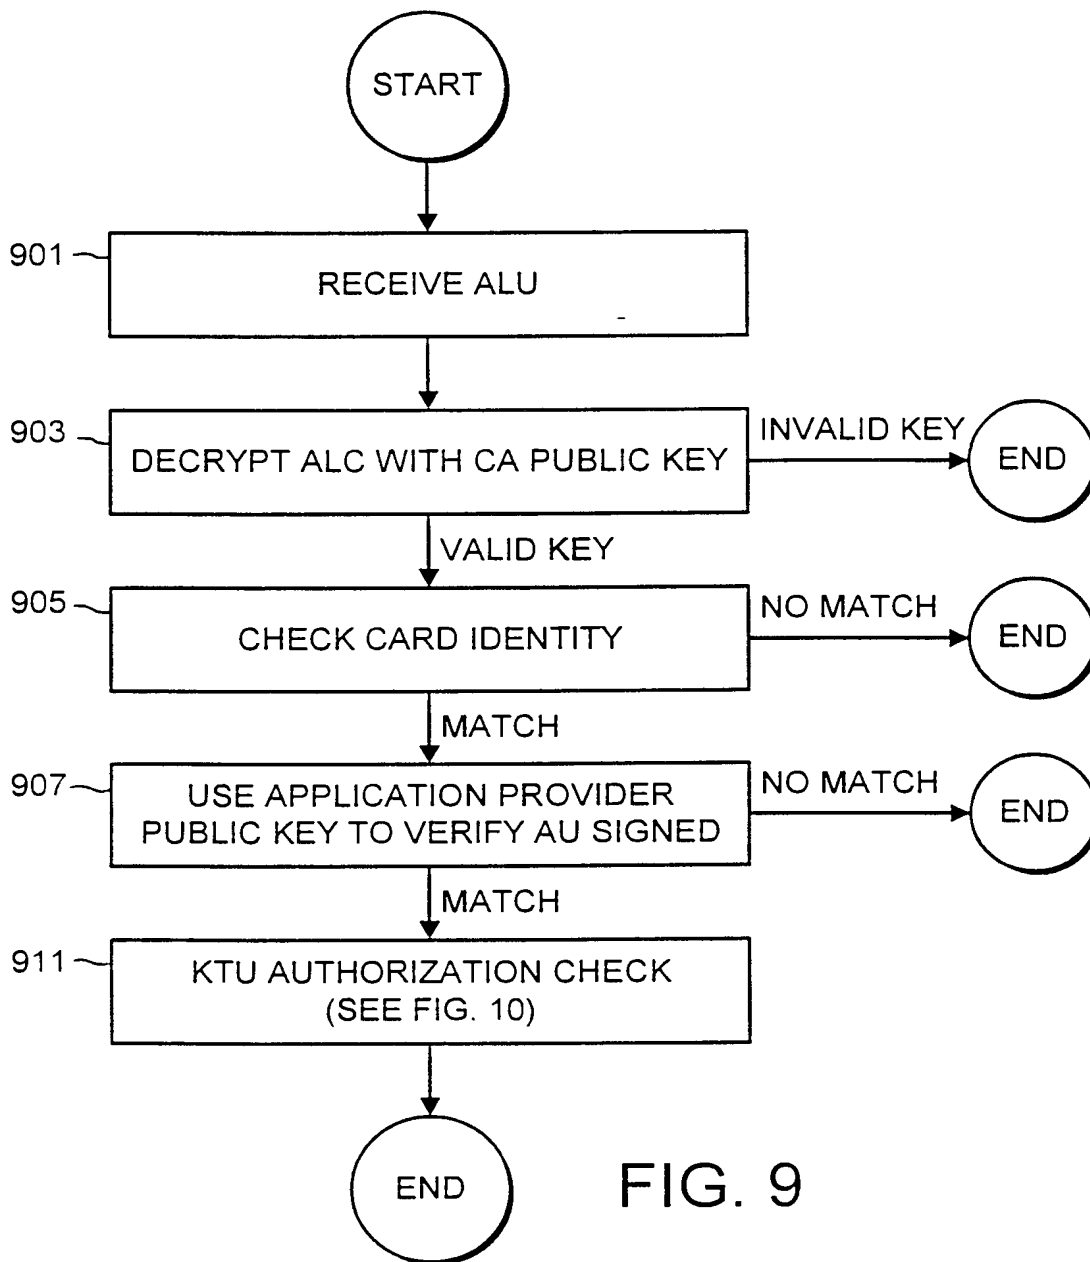 START
901
RECEIVE ALU
903
DECRYPT ALC WITH CA PUBLIC KEY
INVALID KEY
END
VALID KEY
905
CHECK CARD IDENTITY
NO MATCH
END
MATCH
907
USE APPLICATION PROVIDER
PUBLIC KEY TO VERIFY AU SIGNED
NO MATCH
END
MATCH
911
KTU AUTHORIZATION CHECK
(SEE FIG. 10)
END
FIG. 9